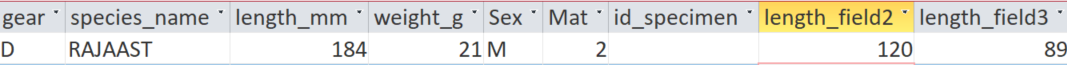 gear species_name length_mm weight_g Sex Mat id_specimen length_field2 length_field3
D RAJAAST 184 21 M 2 120 89